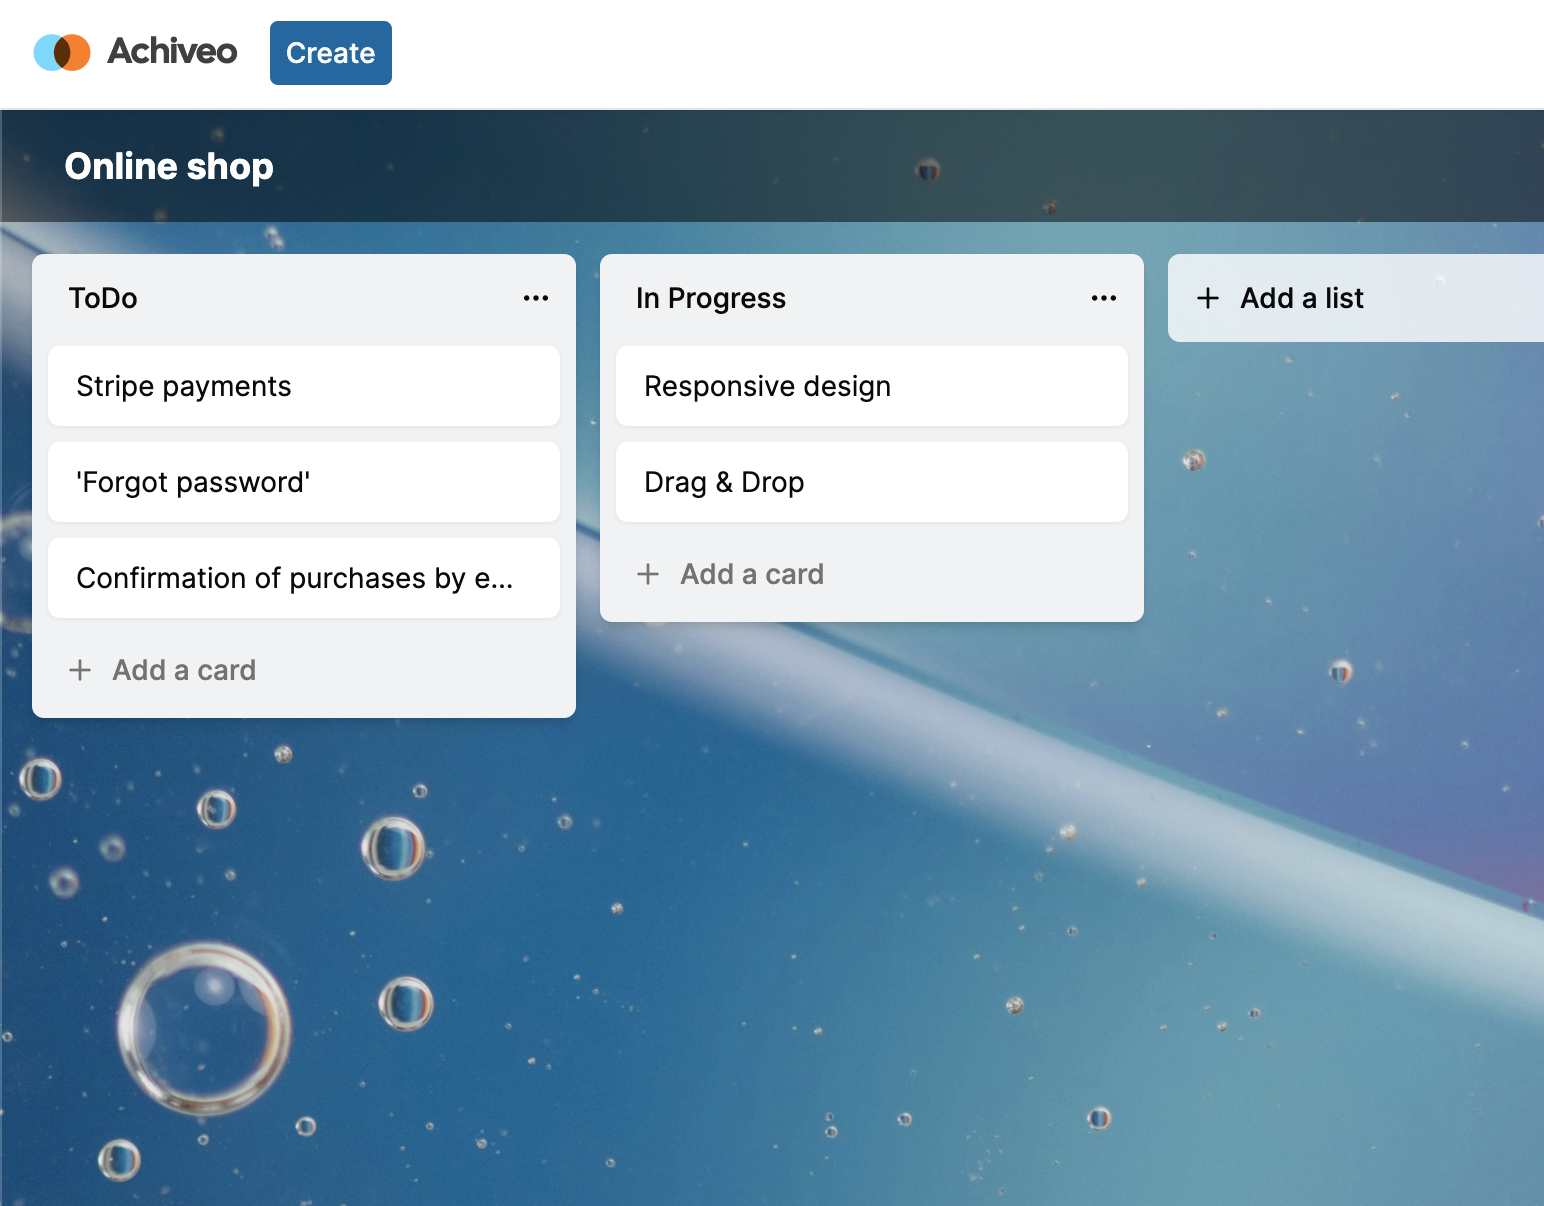 Achiveo
Create
Online shop
ToDo
Stripe payments
'Forgot password'
Confirmation of purchases by e...
Add a card
In Progress
Responsive design
Drag & Drop
Add a card
Add a list